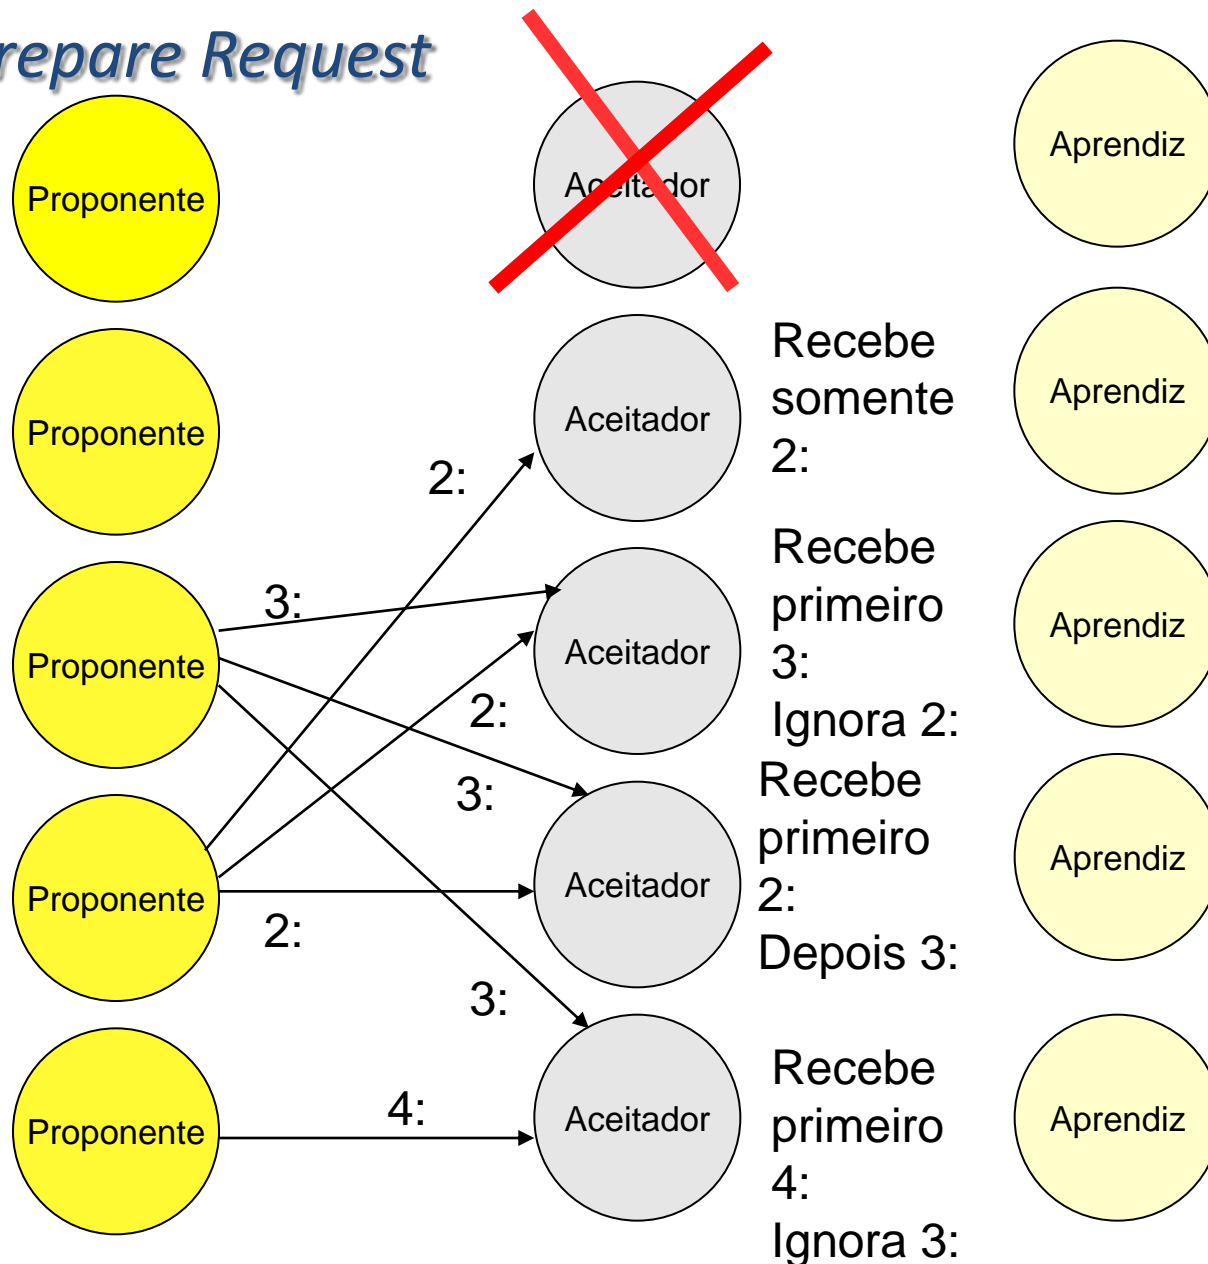 repare Request
Proponente
Aceitador
Aprendiz
Proponente
Aceitador
Recebe
somente
2:
Aprendiz
2:
3:
Proponente
Aceitador
Recebe
primeiro
3:
Ignora 2:
Aprendiz
2:
3:
Proponente
Aceitador
Recebe
primeiro
2:
Depois 3:
Aprendiz
2:
3:
Proponente
4:
Aceitador
Recebe
primeiro
4:
Ignora 3:
Aprendiz